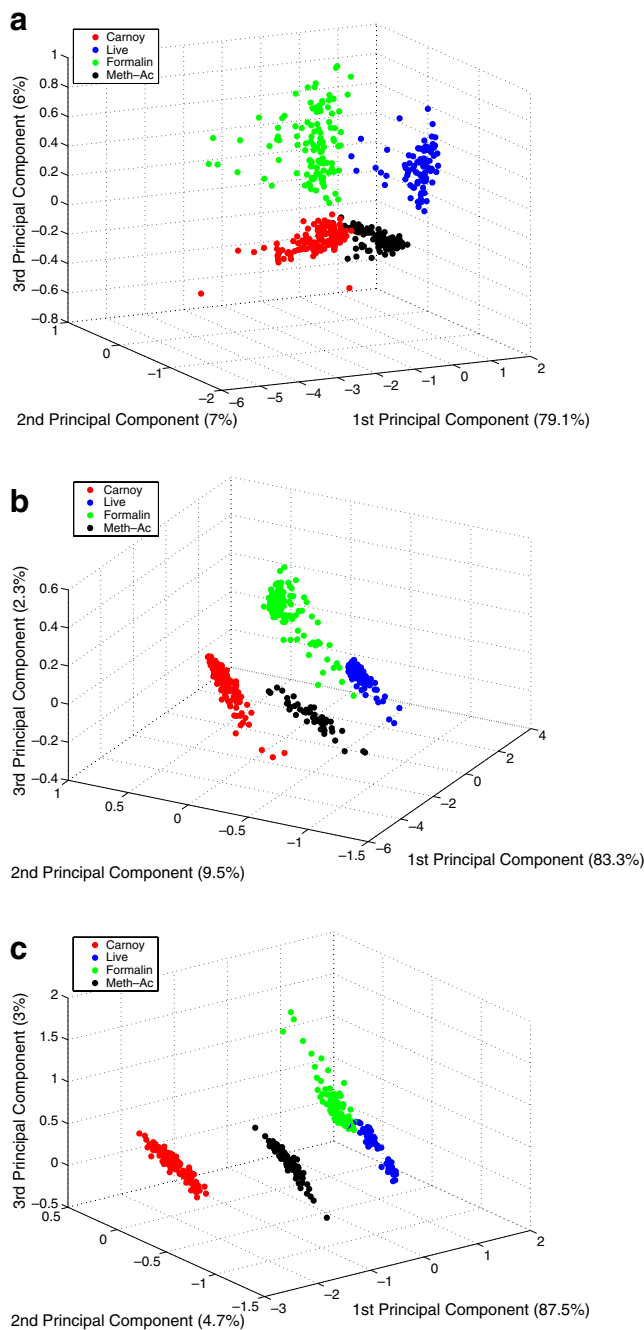 a
Carnoy
Live
Formalin
Meth–Ac
3rd Principal Component (6%)
1
0.8
0.6
0.4
0.2
0
−0.2
−0.4
−0.6
−0.8
1
0
−1
−2
2nd Principal Component (7%)
−6
−5
−4
−3
−2
−1
0
1
2
1st Principal Component (79.1%)
b
Carnoy
Live
Formalin
Meth–Ac
3rd Principal Component (2.3%)
0.6
0.4
0.2
0
−0.2
−0.4
1
0.5
0
−0.5
−1
−1.5
2nd Principal Component (9.5%)
−6
−4
−2
0
2
4
1st Principal Component (83.3%)
c
Carnoy
Live
Formalin
Meth–Ac
3rd Principal Component (3%)
2
1.5
1
0.5
0
−0.5
0.5
0
−0.5
−1
−1.5
2nd Principal Component (4.7%)
−3
−2
−1
0
1
2
1st Principal Component (87.5%)